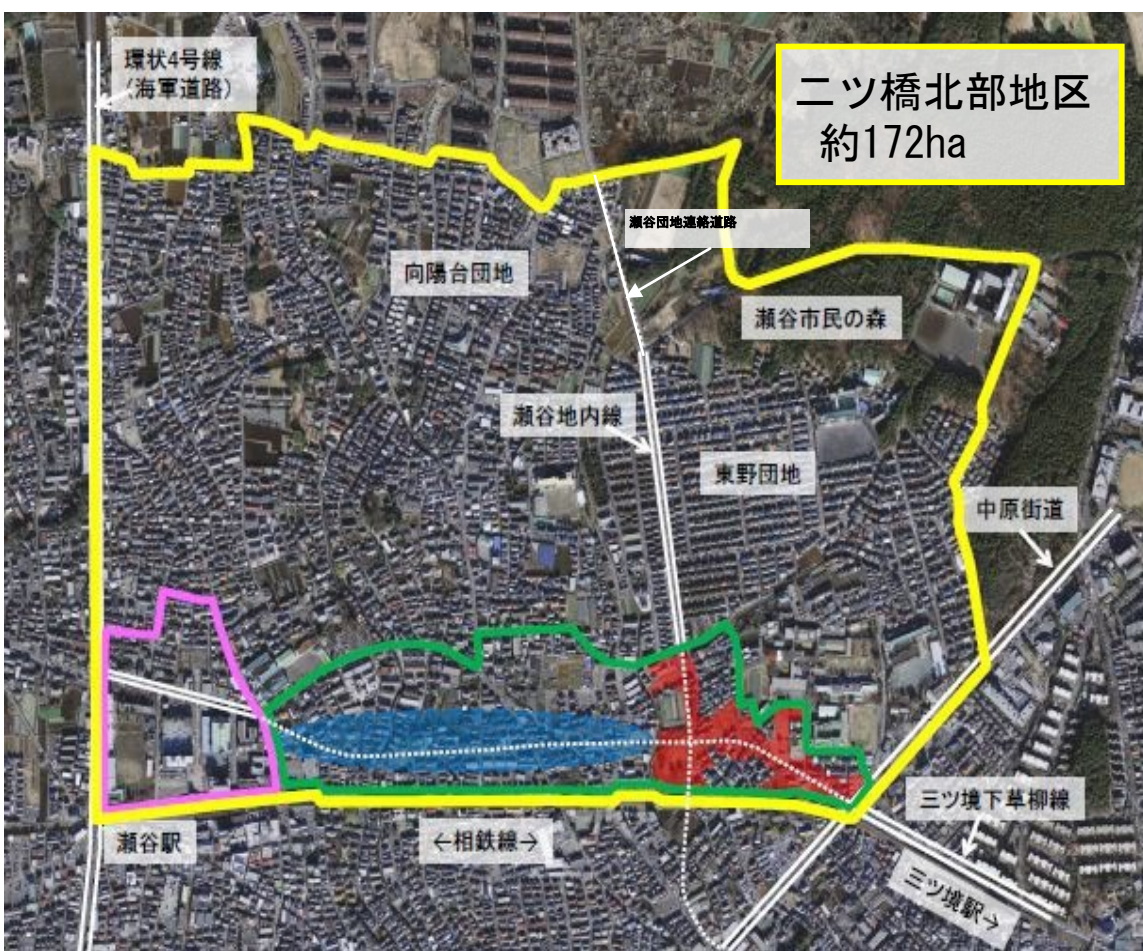 環状4号線
(海軍道路)
二ツ橋北部地区
約172ha
瀬谷団地連絡道路
向陽台団地
瀬谷市民の森
瀬谷地内線
東野団地
中原街道
三ツ境下草柳線
瀬谷駅
←相鉄線→
三ツ境駅→